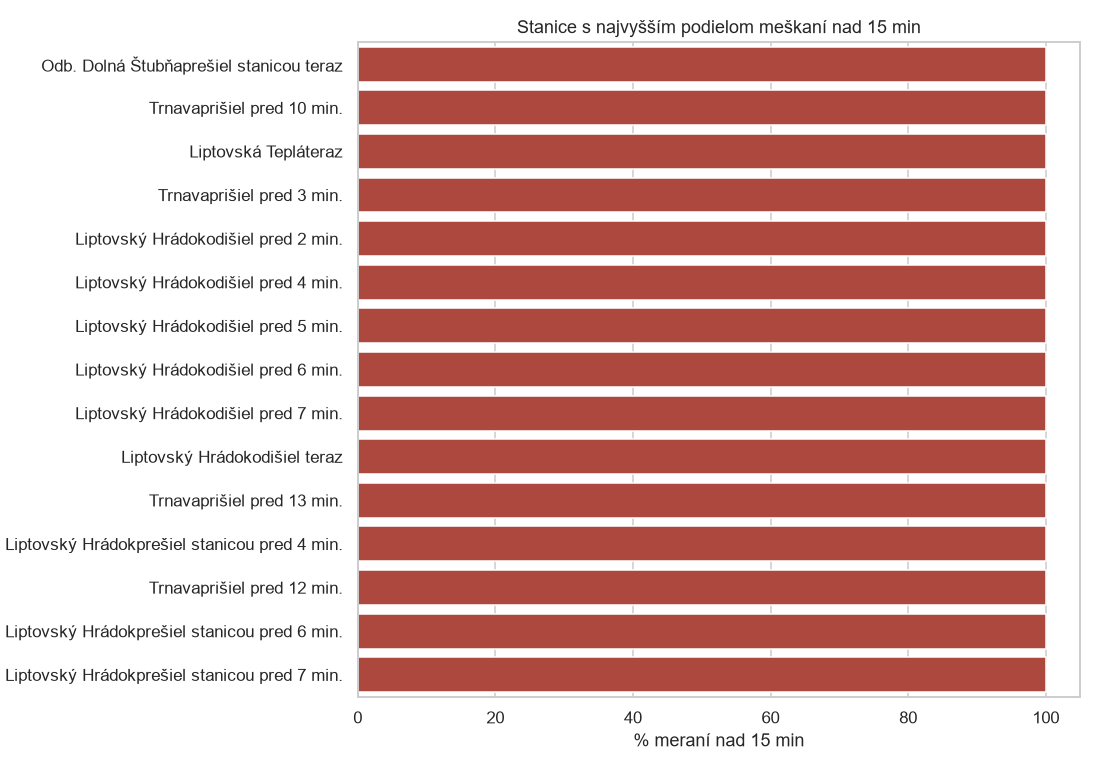 Stanice s najvyšším podielom meškaní nad 15 min
Odb. Dolná Štubňaprešiel stanicou teraz
Trnavaprišiel pred 10 min.
Liptovská Tepláteraz
Trnavaprišiel pred 3 min.
Liptovský Hrádokodišiel pred 2 min.
Liptovský Hrádokodišiel pred 4 min.
Liptovský Hrádokodišiel pred 5 min.
Liptovský Hrádokodišiel pred 6 min.
Liptovský Hrádokodišiel pred 7 min.
Liptovský Hrádokodišiel teraz
Trnavaprišiel pred 13 min.
Liptovský Hrádokprešiel stanicou pred 4 min.
Trnavaprišiel pred 12 min.
Liptovský Hrádokprešiel stanicou pred 6 min.
Liptovský Hrádokprešiel stanicou pred 7 min.
0 20 40 60 80 100
% meraní nad 15 min